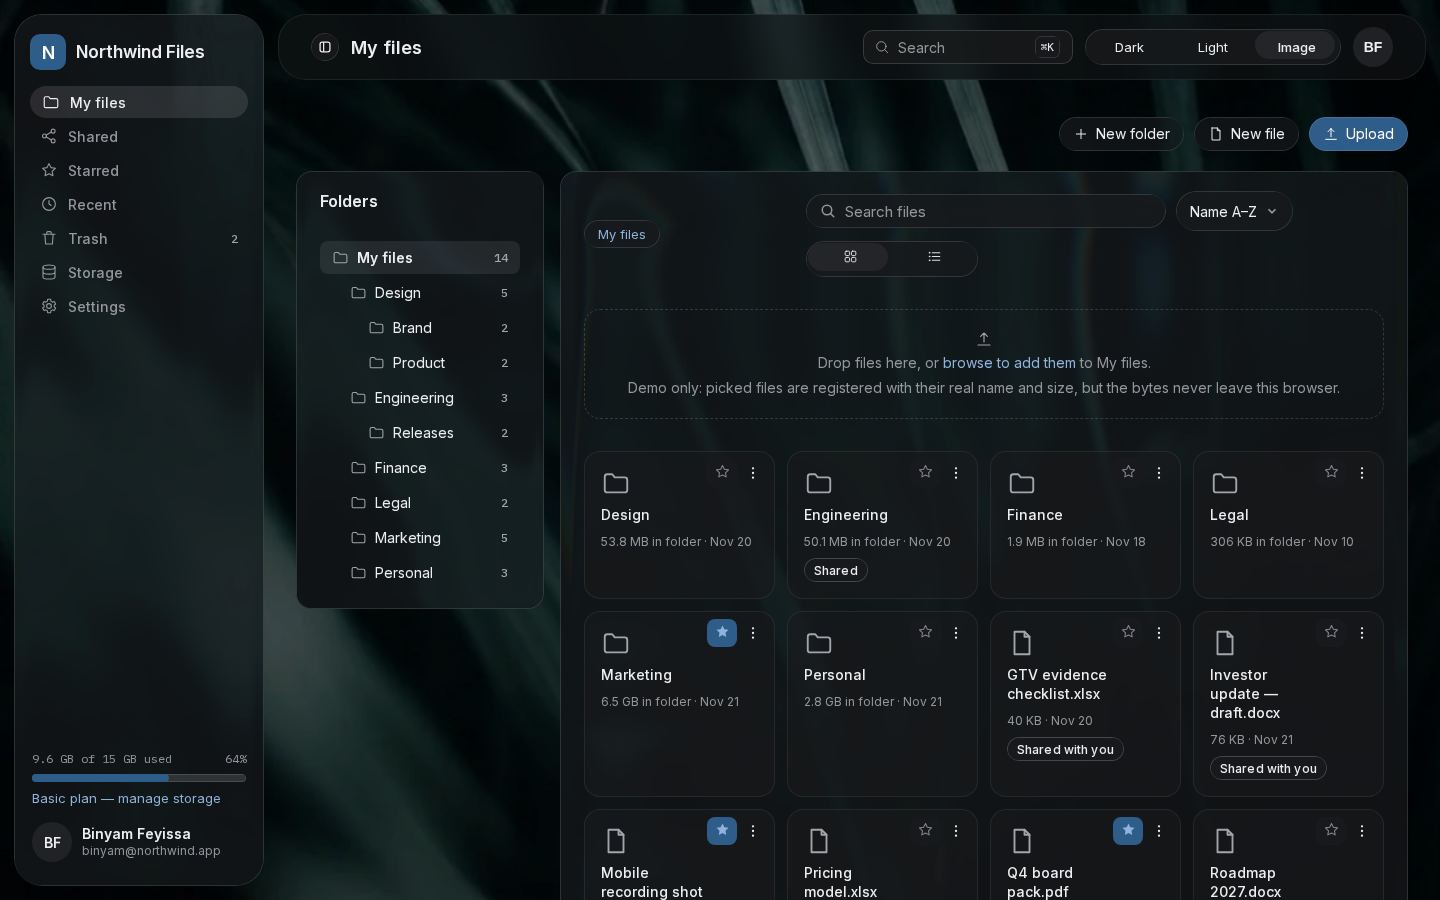 N Northwind Files
My files
Shared
Starred
Recent
Trash 2
Storage
Settings
9.6 GB of 15 GB used 64%
Basic plan — manage storage
BF Binyam Feyissa
binyam@northwind.app
My files
Search ⌘K
Dark Light Image
BF
New folder
New file
Upload
Folders
My files 14
Design 5
Brand 2
Product 2
Engineering 3
Releases 2
Finance 3
Legal 2
Marketing 5
Personal 3
My files
Search files
Name A–Z
Drop files here, or browse to add them to My files.
Demo only: picked files are registered with their real name and size, but the bytes never leave this browser.
Design
53.8 MB in folder · Nov 20
Engineering
50.1 MB in folder · Nov 20
Shared
Finance
1.9 MB in folder · Nov 18
Legal
306 KB in folder · Nov 10
Marketing
6.5 GB in folder · Nov 21
Personal
2.8 GB in folder · Nov 21
GTV evidence
checklist.xlsx
40 KB · Nov 20
Shared with you
Investor
update —
draft.docx
76 KB · Nov 21
Shared with you
Mobile
recording shot
Pricing
model.xlsx
Q4 board
pack.pdf
Roadmap
2027.docx